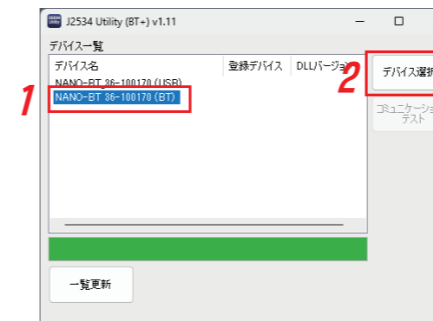 J2534 Utility (BT+) v1.11
デバイス一覧
デバイス名 登録デバイス DLLバージョン
2
デバイス選択
NANO-BT 36-100170 (USB)
1
NANO-BT 36-100170 (BT)
コミュニケーショ
テスト
一覧更新